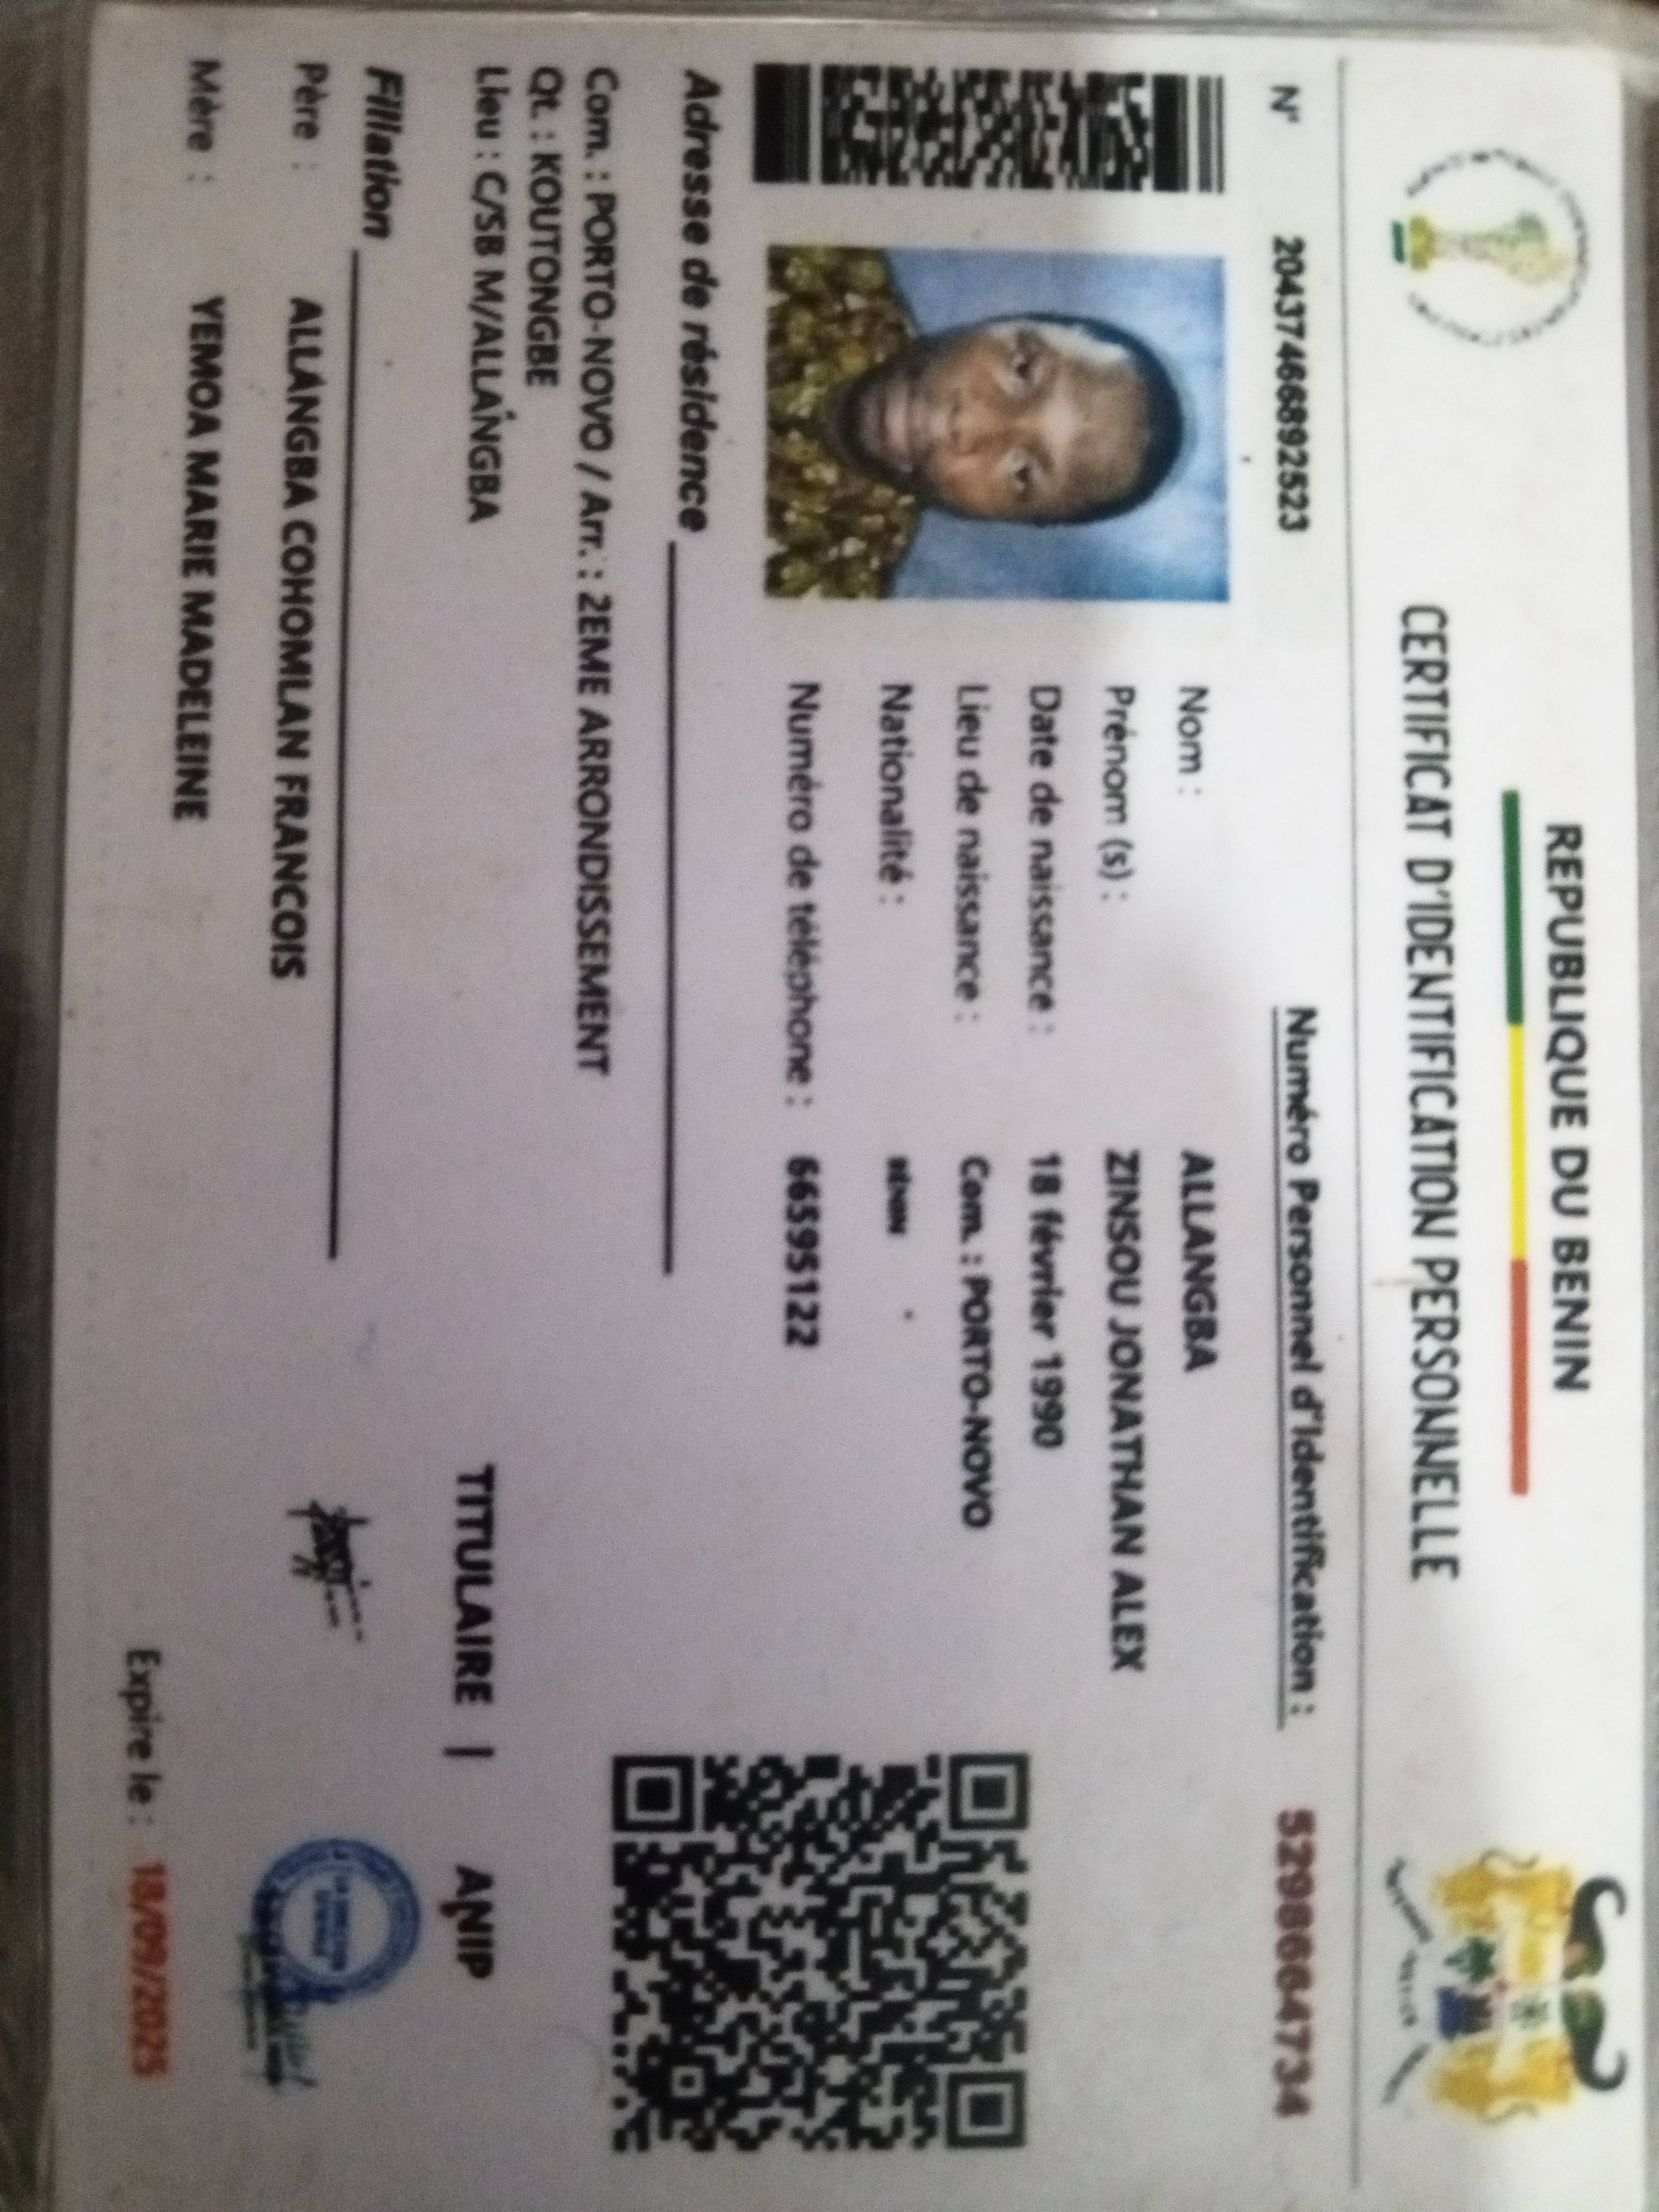 REPUBLIQUE DU BENIN
CERTIFICAT D'IDENTIFICATION PERSONNELLE
N° 20437466892523
Numéro Personnel d'Identification : 5298664734
Nom : ALLANGBA
Prénom (s) : ZINSOU JONATHAN ALEX
Date de naissance : 18 février 1990
Lieu de naissance : Com. : PORTO-NOVO
Nationalité : BÉNIN
Numéro de téléphone : 66595122
Adresse de résidence
Com. : PORTO-NOVO / Arr. : 2EME ARRONDISSEMENT
Qt. : KOUTONGBE
Lieu : C/SB M/ALLANGBA
Filiation
Père : ALLANGBA COHOMLAN FRANCOIS
Mère : YEMOA MARIE MADELEINE
TITULAIRE | ANIP
Expire le : 18/09/2025